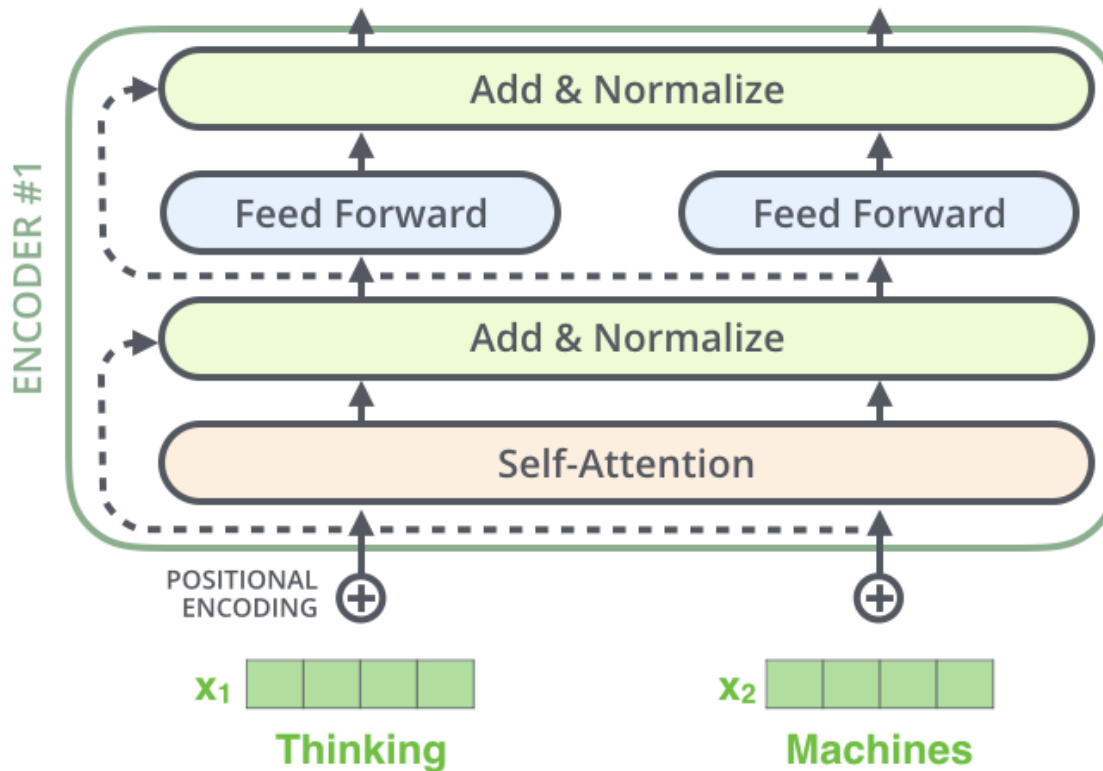 Add & Normalize
Feed Forward
Feed Forward
ENCODER #1
Add & Normalize
Self-Attention
POSITIONAL
ENCODING
x₁
x₂
Thinking
Machines